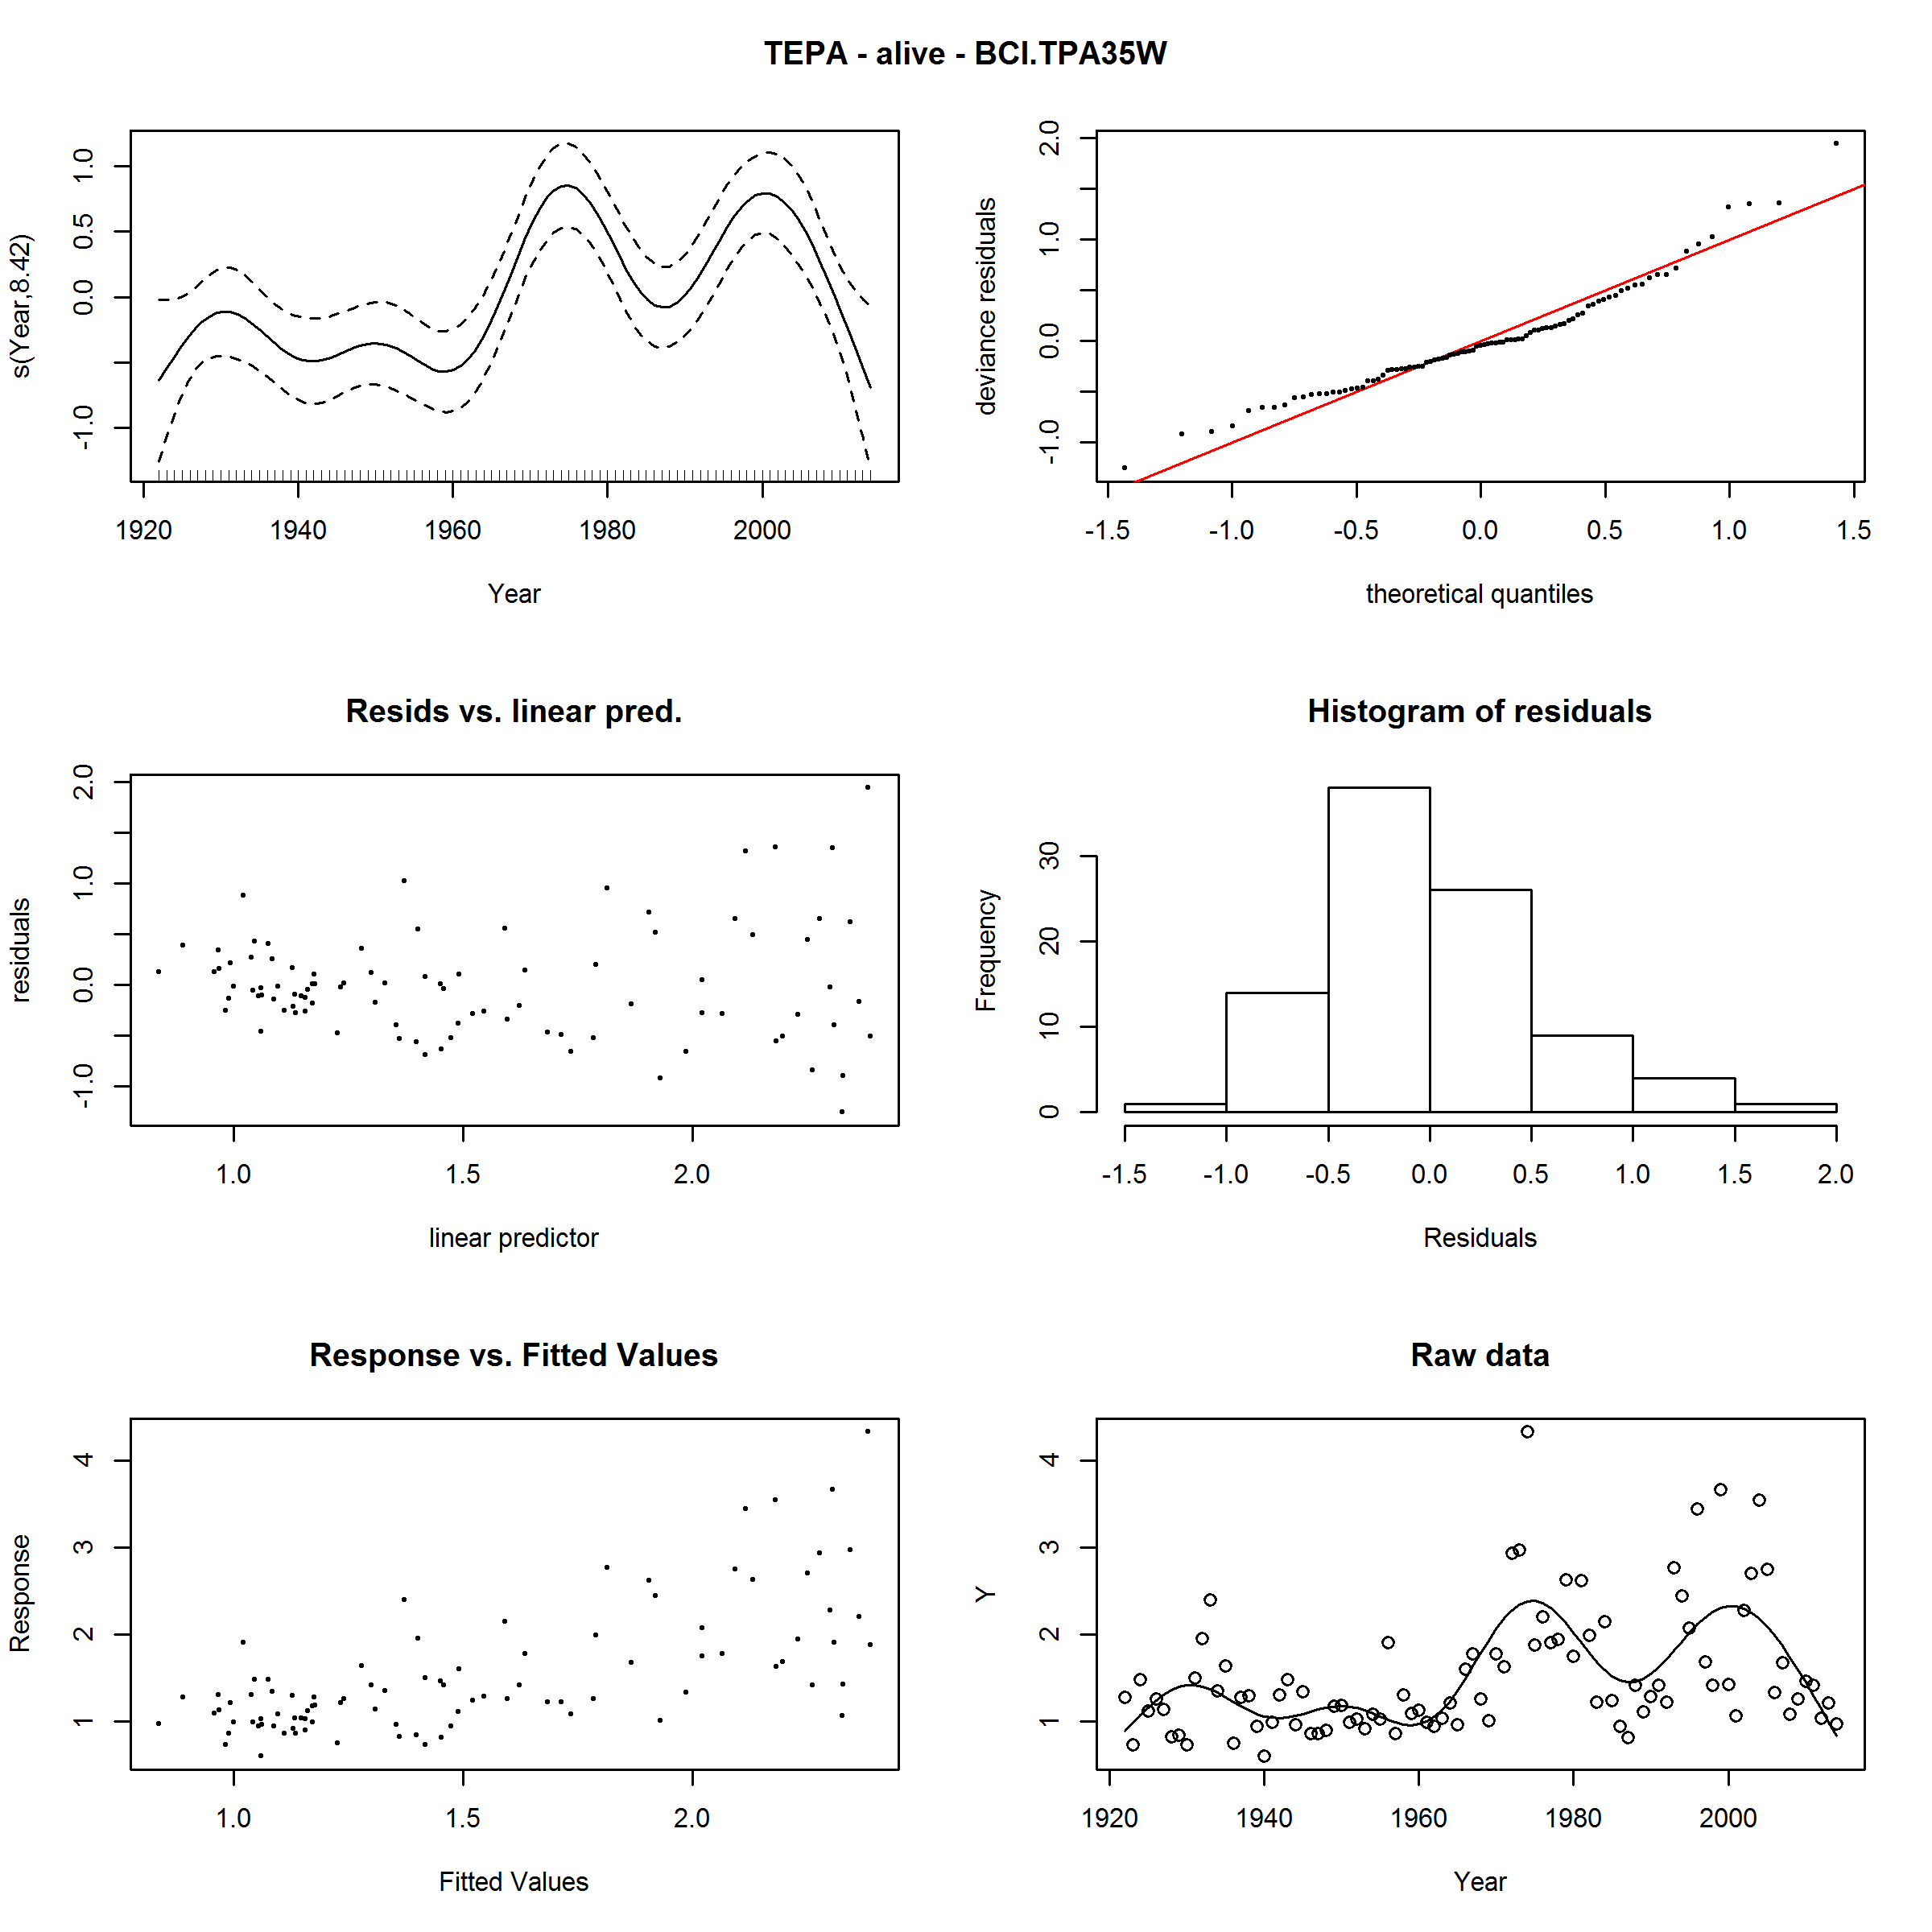 TEPA - alive - BCI.TPA35W
s(Year,8.42)
1.0
0.5
0.0
-1.0
1920 1940 1960 1980 2000
Year
deviance residuals
2.0
1.0
0.0
-1.0
-1.5 -1.0 -0.5 0.0 0.5 1.0 1.5
theoretical quantiles
Resids vs. linear pred.
residuals
2.0
1.0
0.0
-1.0
1.0 1.5 2.0
linear predictor
Histogram of residuals
Frequency
30
20
10
0
-1.5 -1.0 -0.5 0.0 0.5 1.0 1.5 2.0
Residuals
Response vs. Fitted Values
Response
4
3
2
1
1.0 1.5 2.0
Fitted Values
Raw data
Y
4
3
2
1
1920 1940 1960 1980 2000
Year